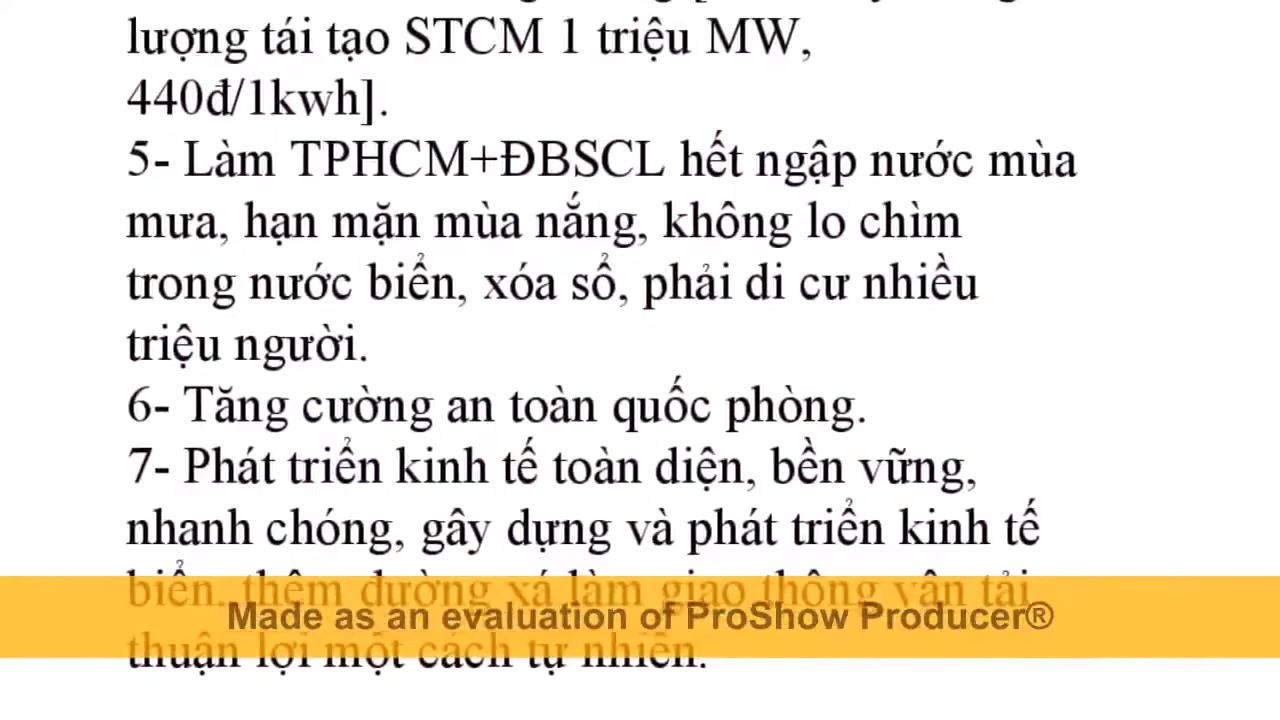 lượng tái tạo STCM 1 triệu MW,
440đ/1kwh].
5- Làm TPHCM+ĐBSCL hết ngập nước mùa
mưa, hạn mặn mùa nắng, không lo chìm
trong nước biển, xóa sổ, phải di cư nhiều
triệu người.
6- Tăng cường an toàn quốc phòng.
7- Phát triển kinh tế toàn diện, bền vững,
nhanh chóng, gây dựng và phát triển kinh tế
biển, thêm đường xá làm giao thông vận tải
Made as an evaluation of ProShow Producer®
thuận lợi một cách tự nhiên.